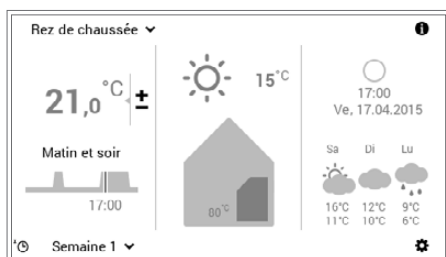 Rez de chaussée
21,0 °C ±
Matin et soir
17:00
Semaine 1
15°C
80°C
17:00
Ve, 17.04.2015
Sa Di Lu
16°C 12°C 9°C
11°C 10°C 6°C